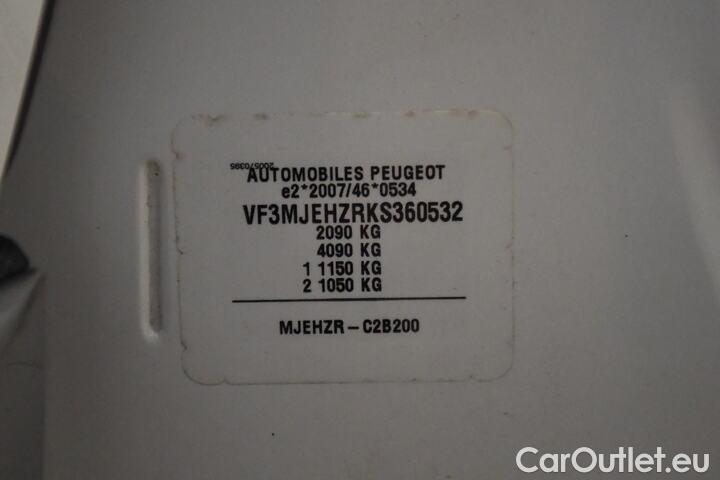 200570395
AUTOMOBILES PEUGEOT
e2*2007/46*0534
VF3MJEHZRKS360532
2090 KG
4090 KG
1 1150 KG
2 1050 KG
MJEHZR – C2B200
CarOutlet.eu